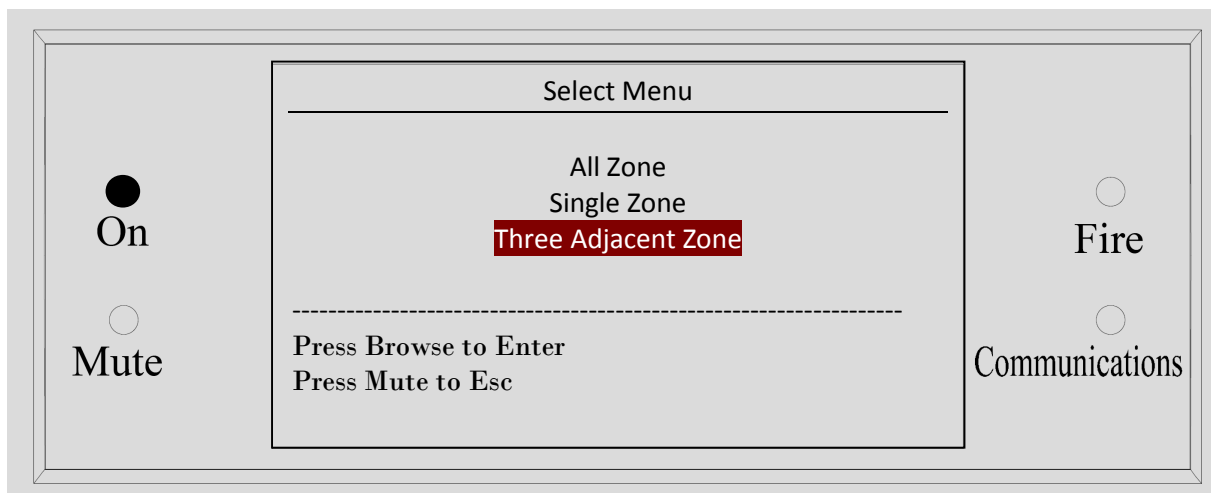 Select Menu
All Zone
Single Zone
Three Adjacent Zone
On
Fire
Mute
Communications
--------------------------------------------------------------------
Press Browse to Enter
Press Mute to Esc